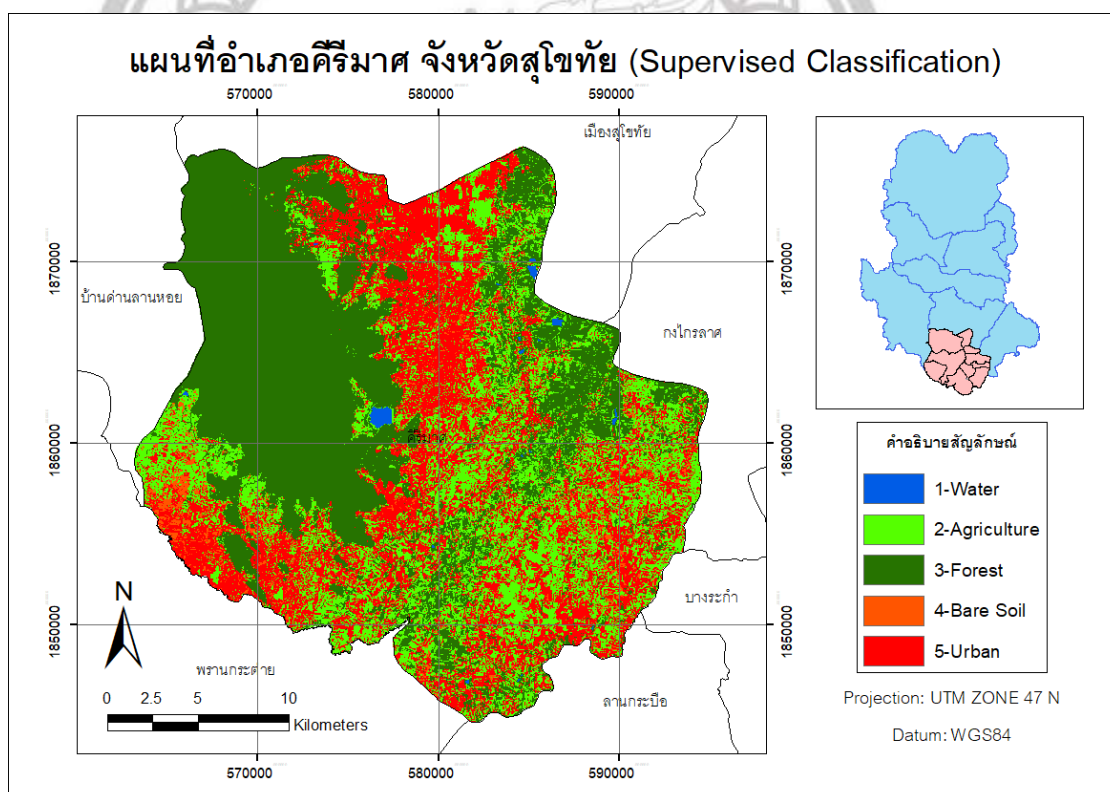 แผนที่อำเภอคีรีมาศ จังหวัดสุโขทัย (Supervised Classification)
570000 580000 590000
เมืองสุโขทัย
1870000 1870000
บ้านด่านลานหอย
กงไกรลาศ
คีรีมาศ
1860000 1860000
บางระกำ
1850000 1850000
N
พรานกระต่าย
ลานกระบือ
0 2.5 5 10
Kilometers
570000 580000 590000
คำอธิบายสัญลักษณ์
1-Water
2-Agriculture
3-Forest
4-Bare Soil
5-Urban
Projection: UTM ZONE 47 N
Datum: WGS84